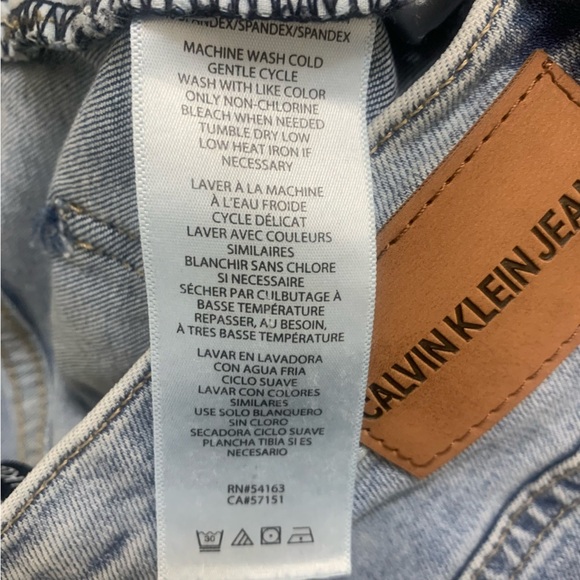 SPANDEX/SPANDEX/SPANDEX
MACHINE WASH COLD
GENTLE CYCLE
WASH WITH LIKE COLOR
ONLY NON-CHLORINE
BLEACH WHEN NEEDED
TUMBLE DRY LOW
LOW HEAT IRON IF
NECESSARY
LAVER À LA MACHINE
À L'EAU FROIDE
CYCLE DÉLICAT
LAVER AVEC COULEURS
SIMILAIRES
BLANCHIR SANS CHLORE
SI NECESSAIRE
SÉCHER PAR CULBUTAGE À
BASSE TEMPÉRATURE
REPASSER, AU BESOIN,
À TRES BASSE TEMPÉRATURE
LAVAR EN LAVADORA
CON AGUA FRIA
CICLO SUAVE
LAVAR CON COLORES
SIMILARES
USE SOLO BLANQUERO
SIN CLORO
SECADORA CICLO SUAVE
PLANCHA TIBIA SI ES
NECESARIO
RN#54163
CA#57151
30
CALVIN KLEIN JEAN